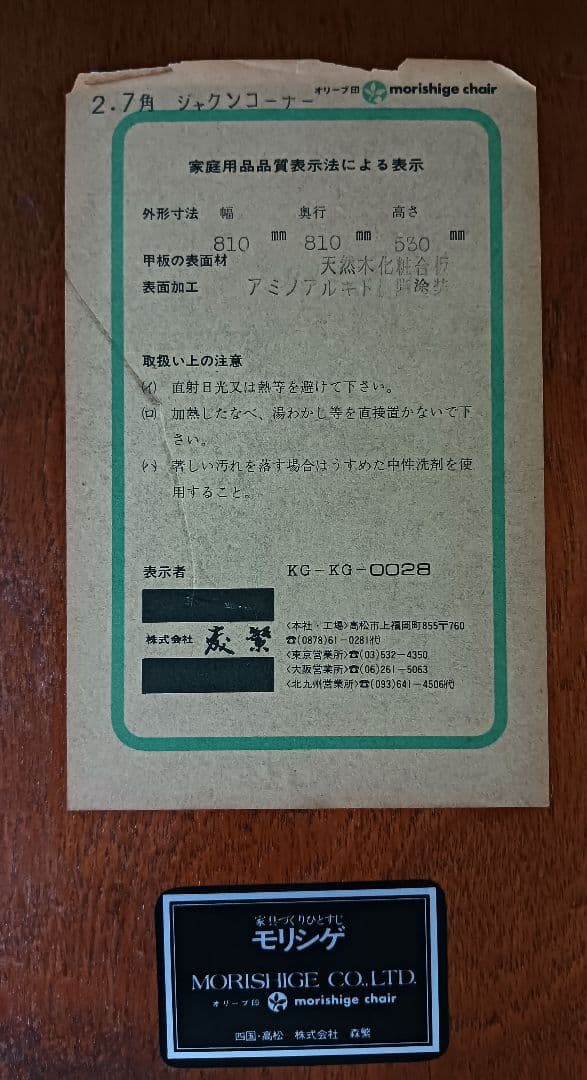 オリーブ印 morishige chair
2.7角 ジャクソンコーナー
家庭用品品質表示法による表示
外形寸法 幅 奥行 高さ
810 mm 810 mm 530 mm
甲板の表面材 天然木化粧合板
表面加工 アミノアルキド 塗装
取扱い上の注意
(イ) 直射日光又は熱等を避けて下さい。
(ロ) 加熱したなべ、湯わかし等を直接置かないで下
さい。
(ハ) 著しい汚れを落す場合はうすめた中性洗剤を使
用すること。
表示者 KG-KG-0028
株式会社 森繁
〈本社・工場〉高松市上福岡町855〒760
☎(0878)61-0281代
〈東京営業所〉☎(03)532-4350
〈大阪営業所〉☎(06)261-5063
〈北九州営業所〉☎(093)641-4506代
家具づくりひとすじ
モリシゲ
MORISHIGE CO.,LTD.
オリーブ印 morishige chair
四国・高松 株式会社 森繁